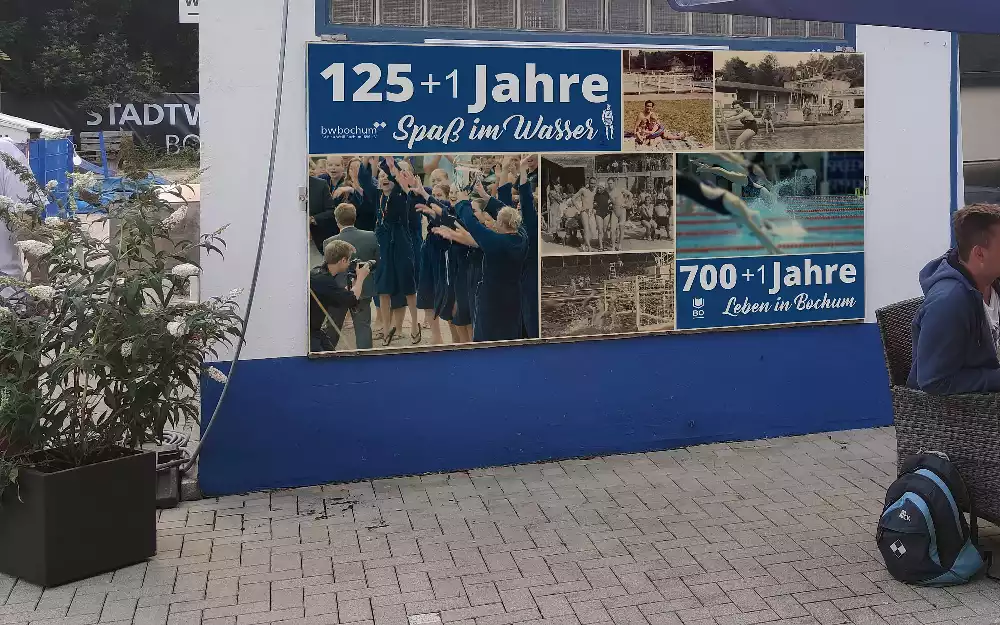 W
STADTW
BO
125+1 Jahre
bwbochum
Spaß im Wasser
700+1 Jahre
BO
Leben in Bochum